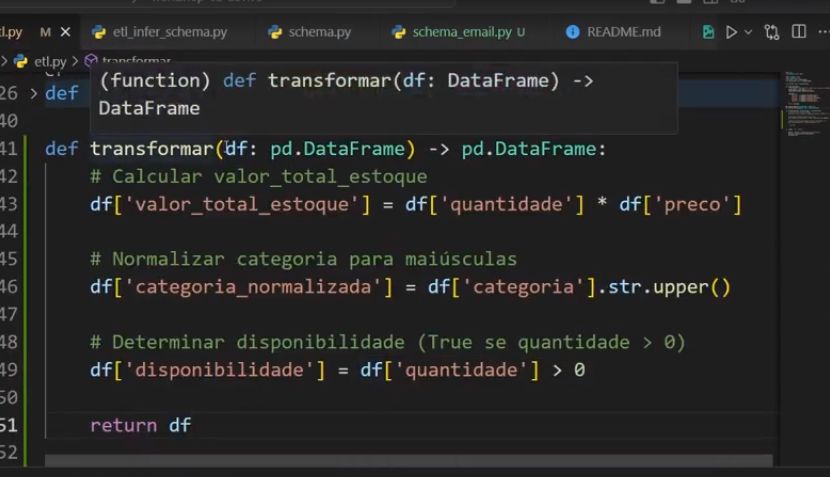 tl.py M × etl_infer_schema.py schema.py schema_email.py U README.md
> etl.py > transformar
(function) def transformar(df: DataFrame) ->
DataFrame
26 > def
40
41 def transformar(df: pd.DataFrame) -> pd.DataFrame:
42 # Calcular valor_total_estoque
43 df['valor_total_estoque'] = df['quantidade'] * df['preco']
44
45 # Normalizar categoria para maiúsculas
46 df['categoria_normalizada'] = df['categoria'].str.upper()
47
48 # Determinar disponibilidade (True se quantidade > 0)
49 df['disponibilidade'] = df['quantidade'] > 0
50
51 return df
52